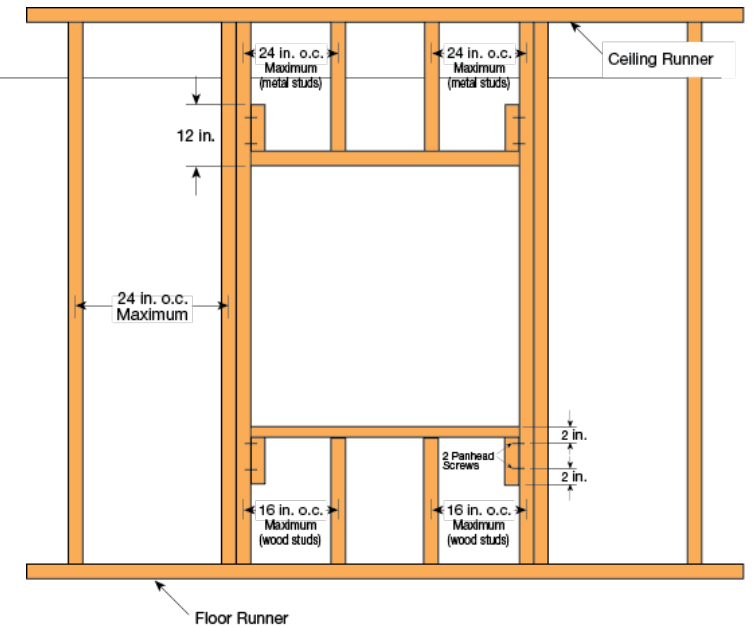 24 in. o.c.
Maximum
(metal studs)
24 in. o.c.
Maximum
(metal studs)
Ceiling Runner
12 in.
24 in. o.c.
Maximum
2 in.
2 Panhead
Screws
2 in.
16 in. o.c.
Maximum
(wood studs)
16 in. o.c.
Maximum
(wood studs)
Floor Runner